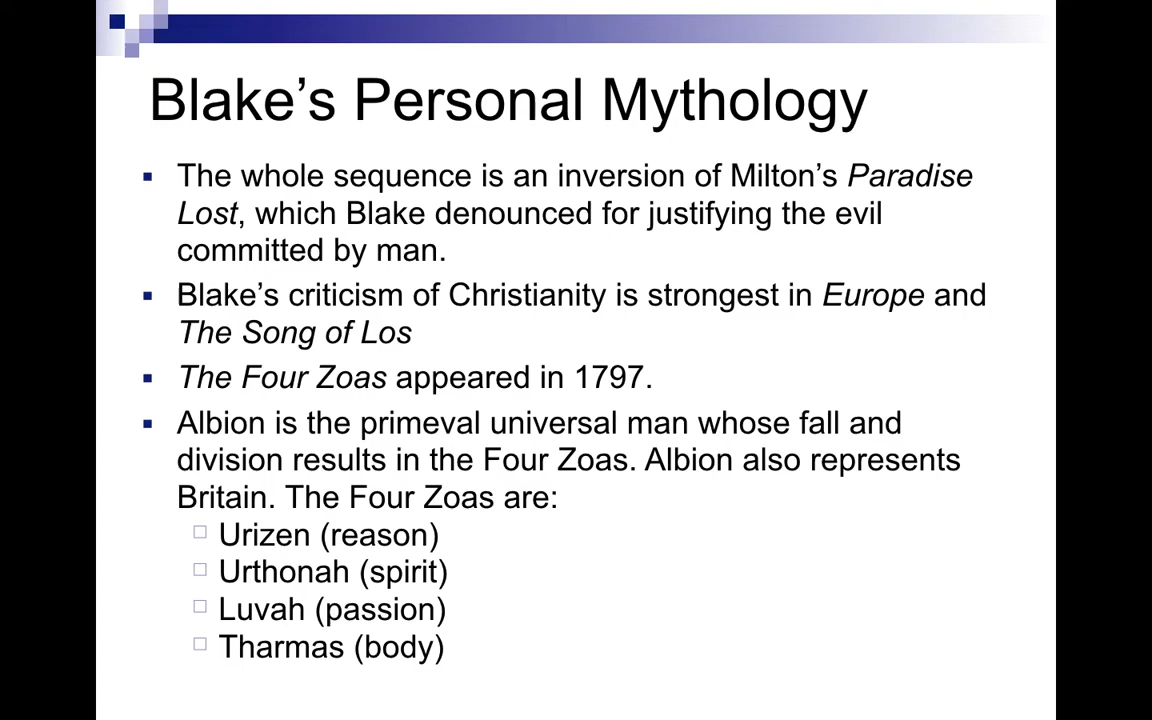 Blake’s Personal Mythology
The whole sequence is an inversion of Milton’s Paradise
Lost, which Blake denounced for justifying the evil
committed by man.
Blake’s criticism of Christianity is strongest in Europe and
The Song of Los
The Four Zoas appeared in 1797.
Albion is the primeval universal man whose fall and
division results in the Four Zoas. Albion also represents
Britain. The Four Zoas are:
Urizen (reason)
Urthonah (spirit)
Luvah (passion)
Tharmas (body)